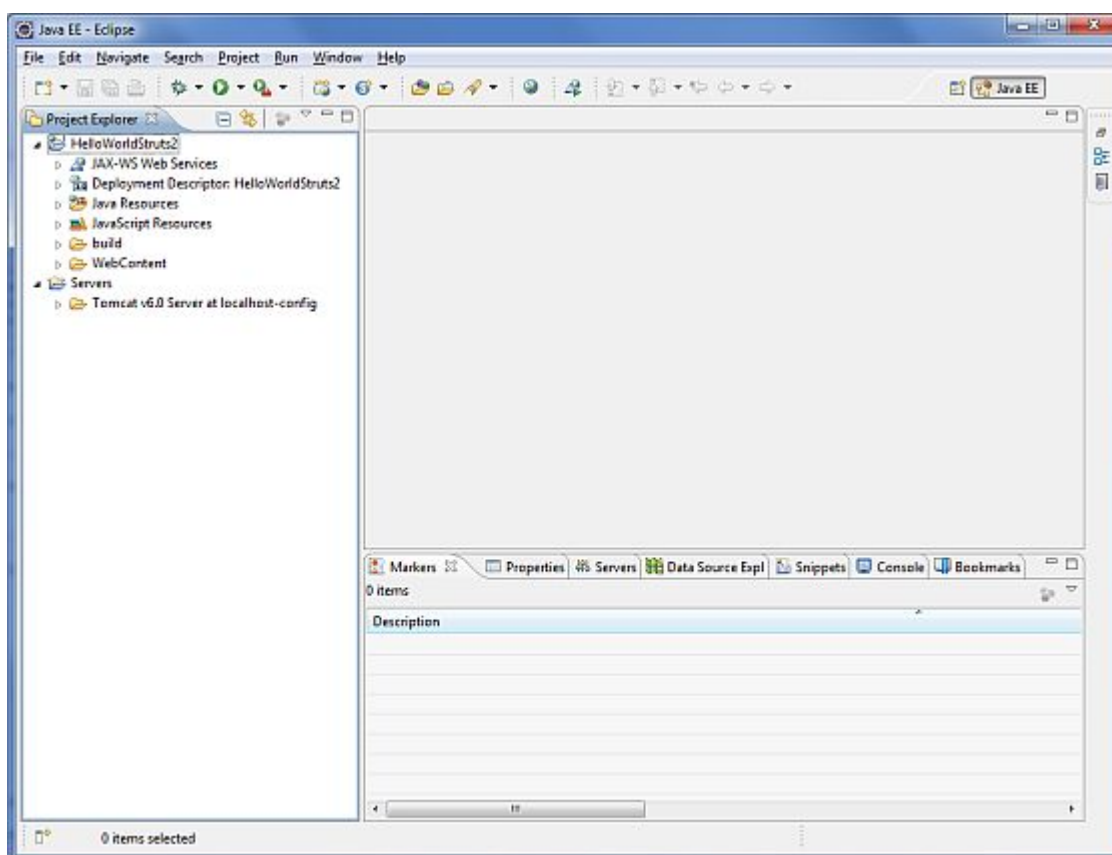 Java EE - Eclipse
File Edit Navigate Search Project Run Window Help
Java EE
Project Explorer
HelloWorldStruts2
JAX-WS Web Services
Deployment Descriptor: HelloWorldStruts2
Java Resources
JavaScript Resources
build
WebContent
Servers
Tomcat v6.0 Server at localhost-config
Markers Properties Servers Data Source Expl Snippets Console Bookmarks
0 items
Description
0 items selected